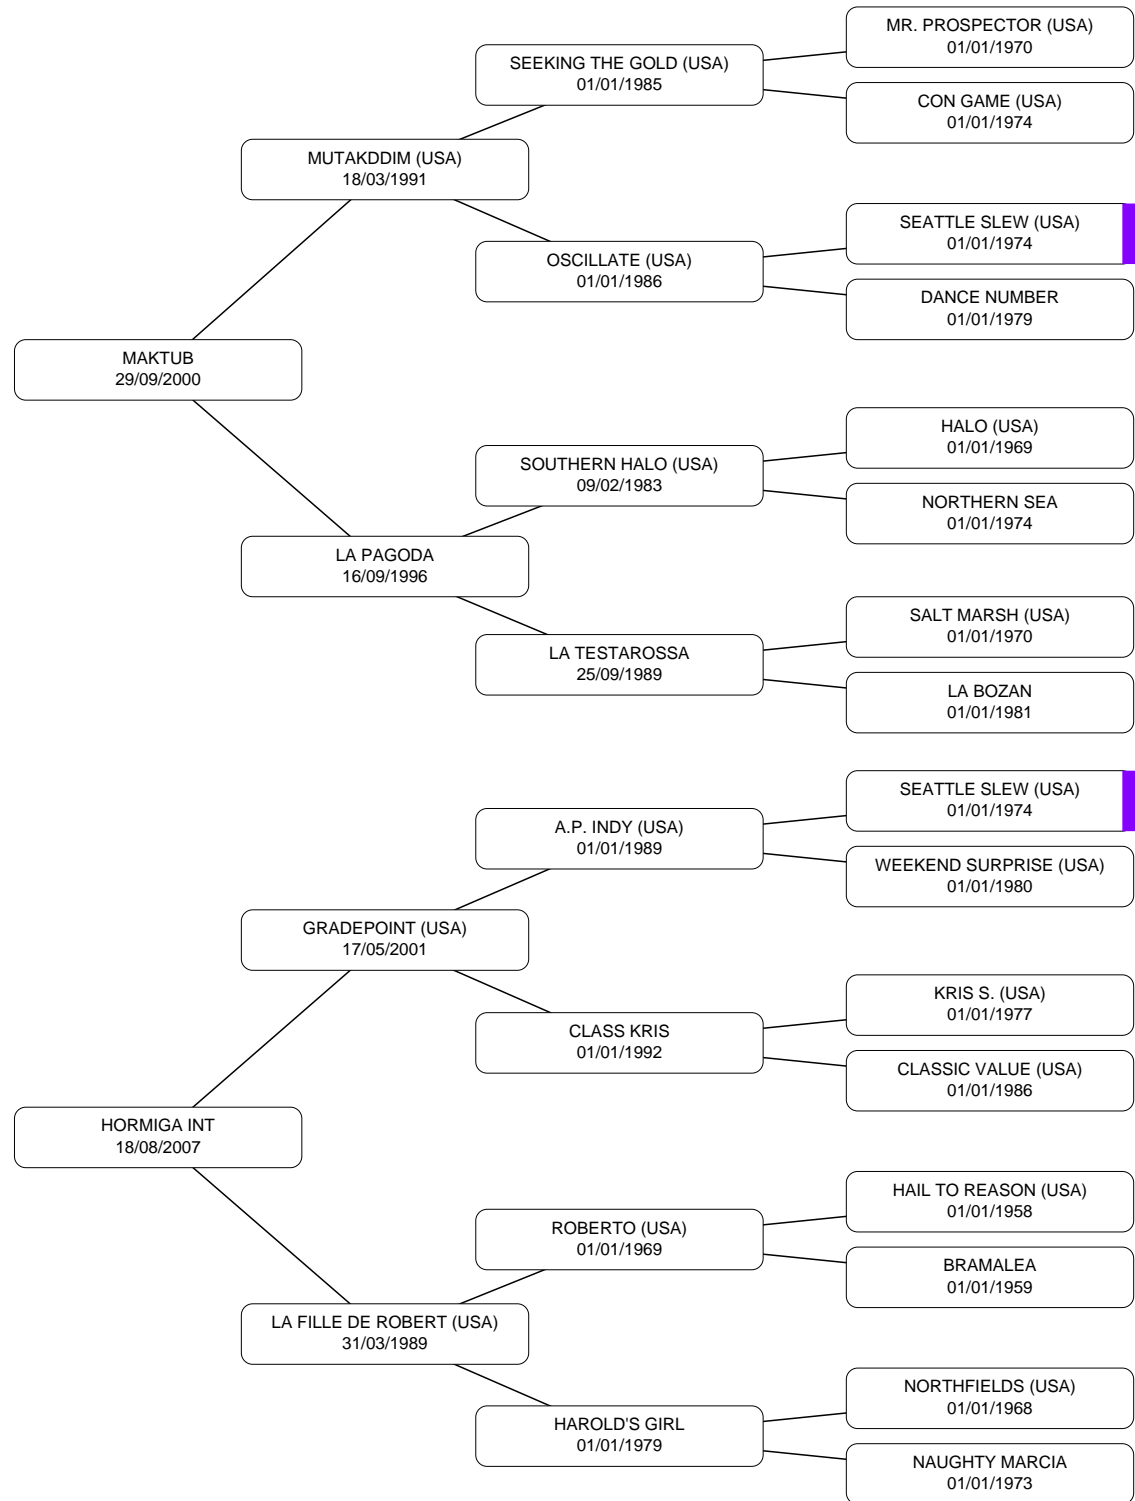 MR. PROSPECTOR (USA)
01/01/1970
SEEKING THE GOLD (USA)
01/01/1985
CON GAME (USA)
01/01/1974
MUTAKDDIM (USA)
18/03/1991
SEATTLE SLEW (USA)
01/01/1974
OSCILLATE (USA)
01/01/1986
DANCE NUMBER
01/01/1979
MAKTUB
29/09/2000
HALO (USA)
01/01/1969
SOUTHERN HALO (USA)
09/02/1983
NORTHERN SEA
01/01/1974
LA PAGODA
16/09/1996
SALT MARSH (USA)
01/01/1970
LA TESTAROSSA
25/09/1989
LA BOZAN
01/01/1981
SEATTLE SLEW (USA)
01/01/1974
A.P. INDY (USA)
01/01/1989
WEEKEND SURPRISE (USA)
01/01/1980
GRADEPOINT (USA)
17/05/2001
KRIS S. (USA)
01/01/1977
CLASS KRIS
01/01/1992
CLASSIC VALUE (USA)
01/01/1986
HORMIGA INT
18/08/2007
HAIL TO REASON (USA)
01/01/1958
ROBERTO (USA)
01/01/1969
BRAMALEA
01/01/1959
LA FILLE DE ROBERT (USA)
31/03/1989
NORTHFIELDS (USA)
01/01/1968
HAROLD'S GIRL
01/01/1979
NAUGHTY MARCIA
01/01/1973